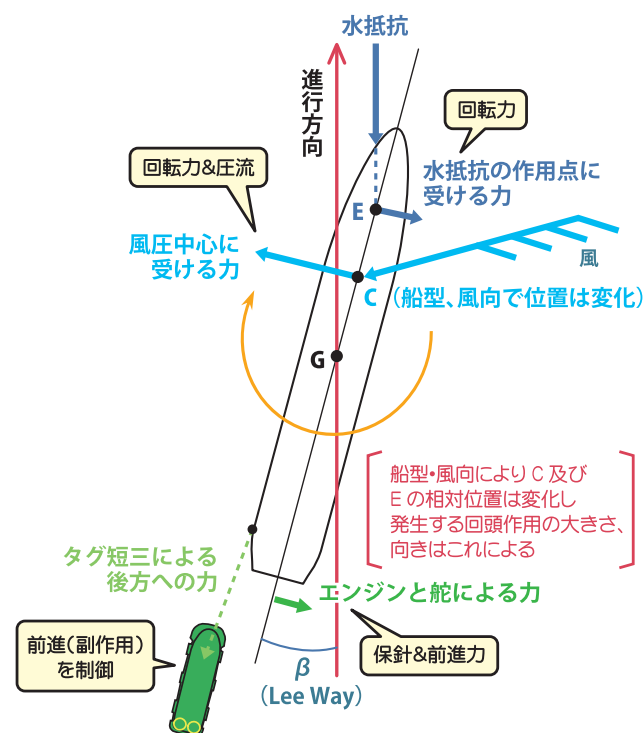 水抵抗
進行方向
回転力
回転力&圧流
水抵抗の作用点に
受ける力
E
風圧中心に
受ける力
風
C（船型、風向で位置は変化）
G
船型・風向によりC及び
Eの相対位置は変化し
発生する回頭作用の大きさ、
向きはこれによる
タグ短三による
後方への力
エンジンと舵による力
前進（副作用）
を制御
保針&前進力
β
（Lee Way）